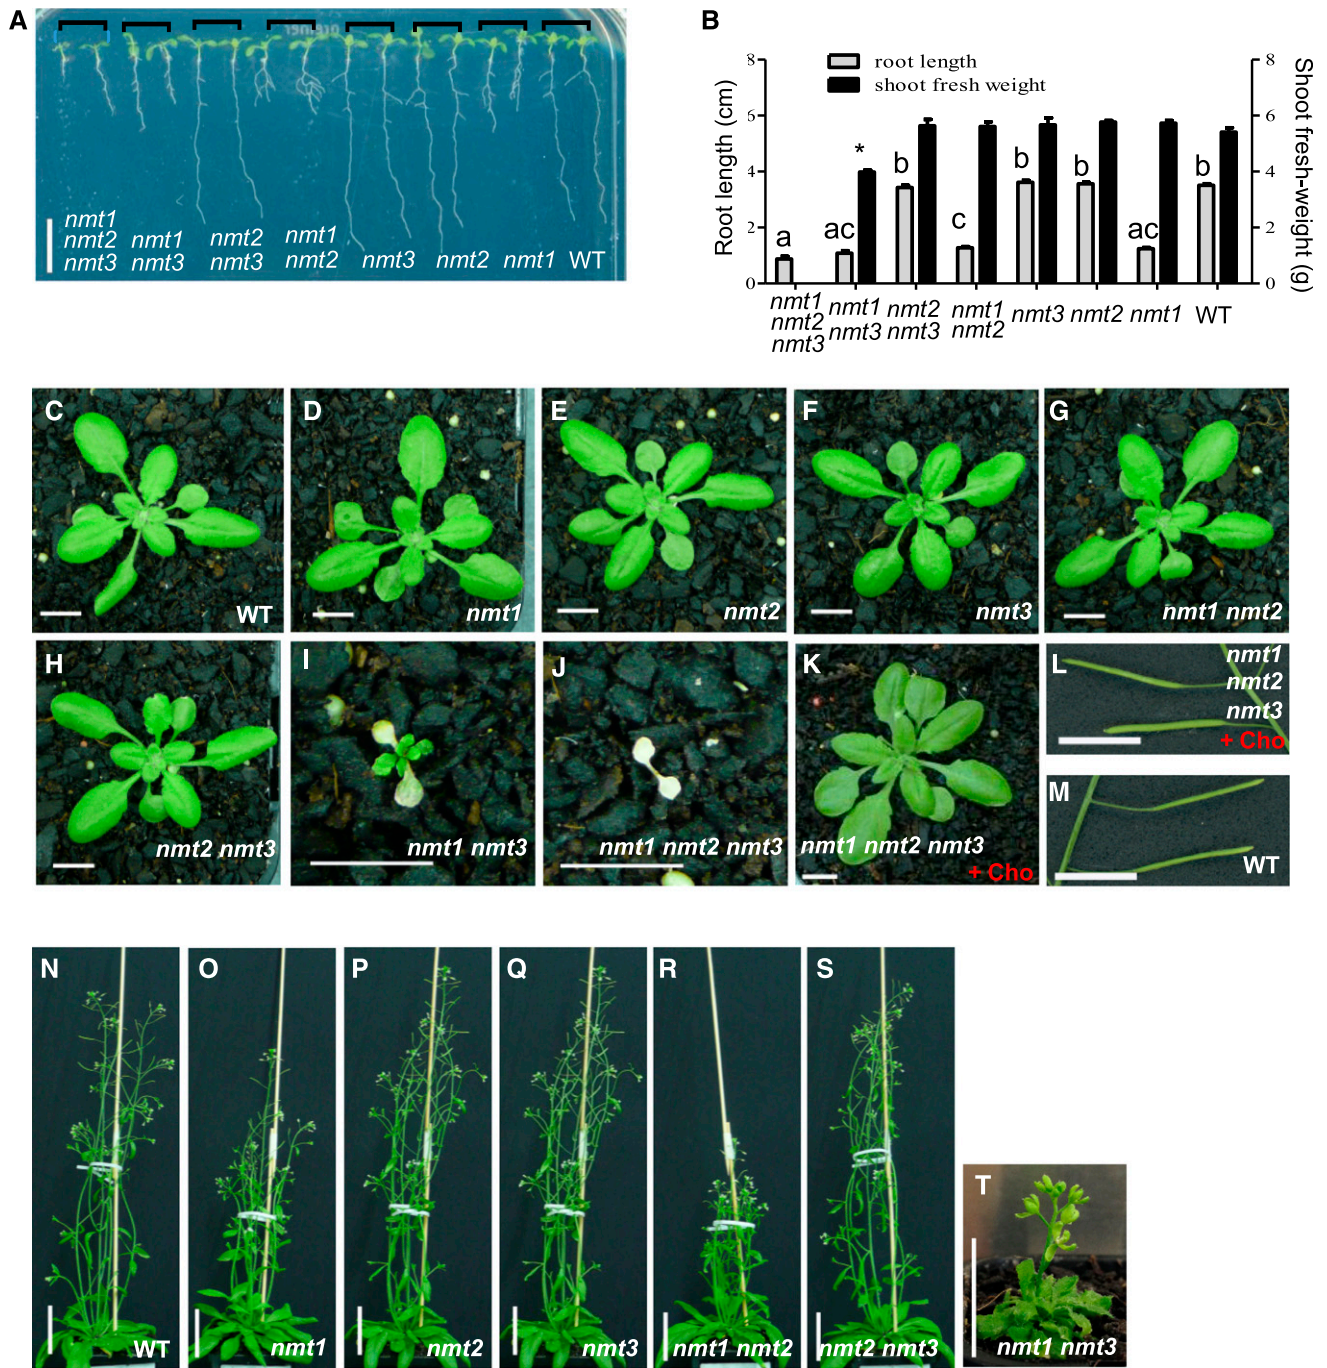 A
nmt1
nmt2
nmt3
nmt1
nmt3
nmt2
nmt3
nmt1
nmt2
nmt3
nmt2
nmt1
WT
B
root length
shoot fresh weight
Root length (cm)
8
6
4
2
0
Shoot fresh-weight (g)
8
6
4
2
0
a
ac
*
b
c
b
b
ac
b
nmt1
nmt2
nmt3
nmt1
nmt3
nmt2
nmt3
nmt1
nmt2
nmt3
nmt2
nmt1
WT
C
WT
D
nmt1
E
nmt2
F
nmt3
G
nmt1 nmt2
H
nmt2 nmt3
I
nmt1 nmt3
J
nmt1 nmt2 nmt3
K
nmt1 nmt2 nmt3
+ Cho
L
nmt1
nmt2
nmt3
+ Cho
M
WT
N
WT
O
nmt1
P
nmt2
Q
nmt3
R
nmt1 nmt2
S
nmt2 nmt3
T
nmt1 nmt3